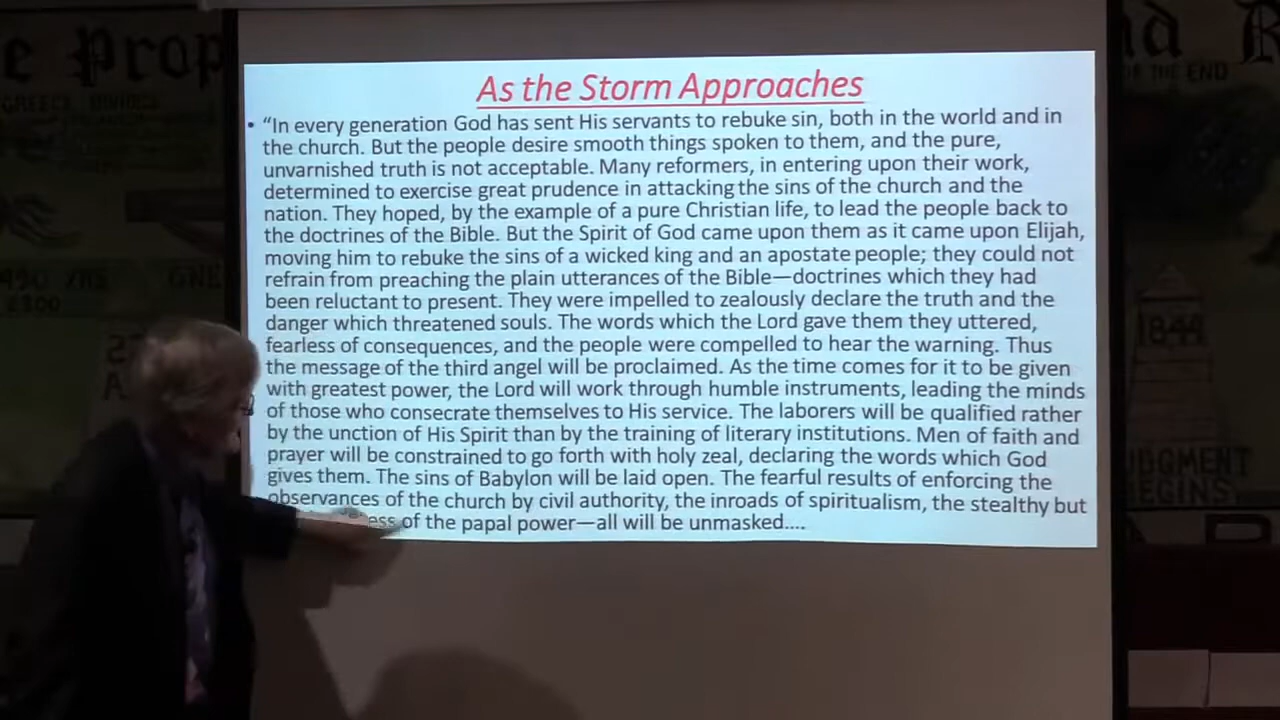 e Prop
nd R
OF THE END
GREECE DIVIDES
As the Storm Approaches
• “In every generation God has sent His servants to rebuke sin, both in the world and in
the church. But the people desire smooth things spoken to them, and the pure,
unvarnished truth is not acceptable. Many reformers, in entering upon their work,
determined to exercise great prudence in attacking the sins of the church and the
nation. They hoped, by the example of a pure Christian life, to lead the people back to
the doctrines of the Bible. But the Spirit of God came upon them as it came upon Elijah,
moving him to rebuke the sins of a wicked king and an apostate people; they could not
refrain from preaching the plain utterances of the Bible—doctrines which they had
been reluctant to present. They were impelled to zealously declare the truth and the
danger which threatened souls. The words which the Lord gave them they uttered,
fearless of consequences, and the people were compelled to hear the warning. Thus
the message of the third angel will be proclaimed. As the time comes for it to be given
with greatest power, the Lord will work through humble instruments, leading the minds
of those who consecrate themselves to His service. The laborers will be qualified rather
by the unction of His Spirit than by the training of literary institutions. Men of faith and
prayer will be constrained to go forth with holy zeal, declaring the words which God
gives them. The sins of Babylon will be laid open. The fearful results of enforcing the
observances of the church by civil authority, the inroads of spiritualism, the stealthy but
ess of the papal power—all will be unmasked....
490 YRS
2300
1844
JUDGMENT
BEGINS